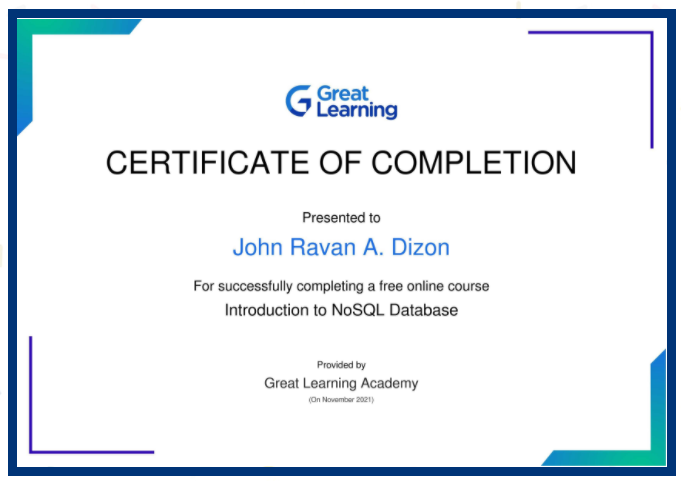 Great
Learning
CERTIFICATE OF COMPLETION
Presented to
John Ravan A. Dizon
For successfully completing a free online course
Introduction to NoSQL Database
Provided by
Great Learning Academy
(On November 2021)